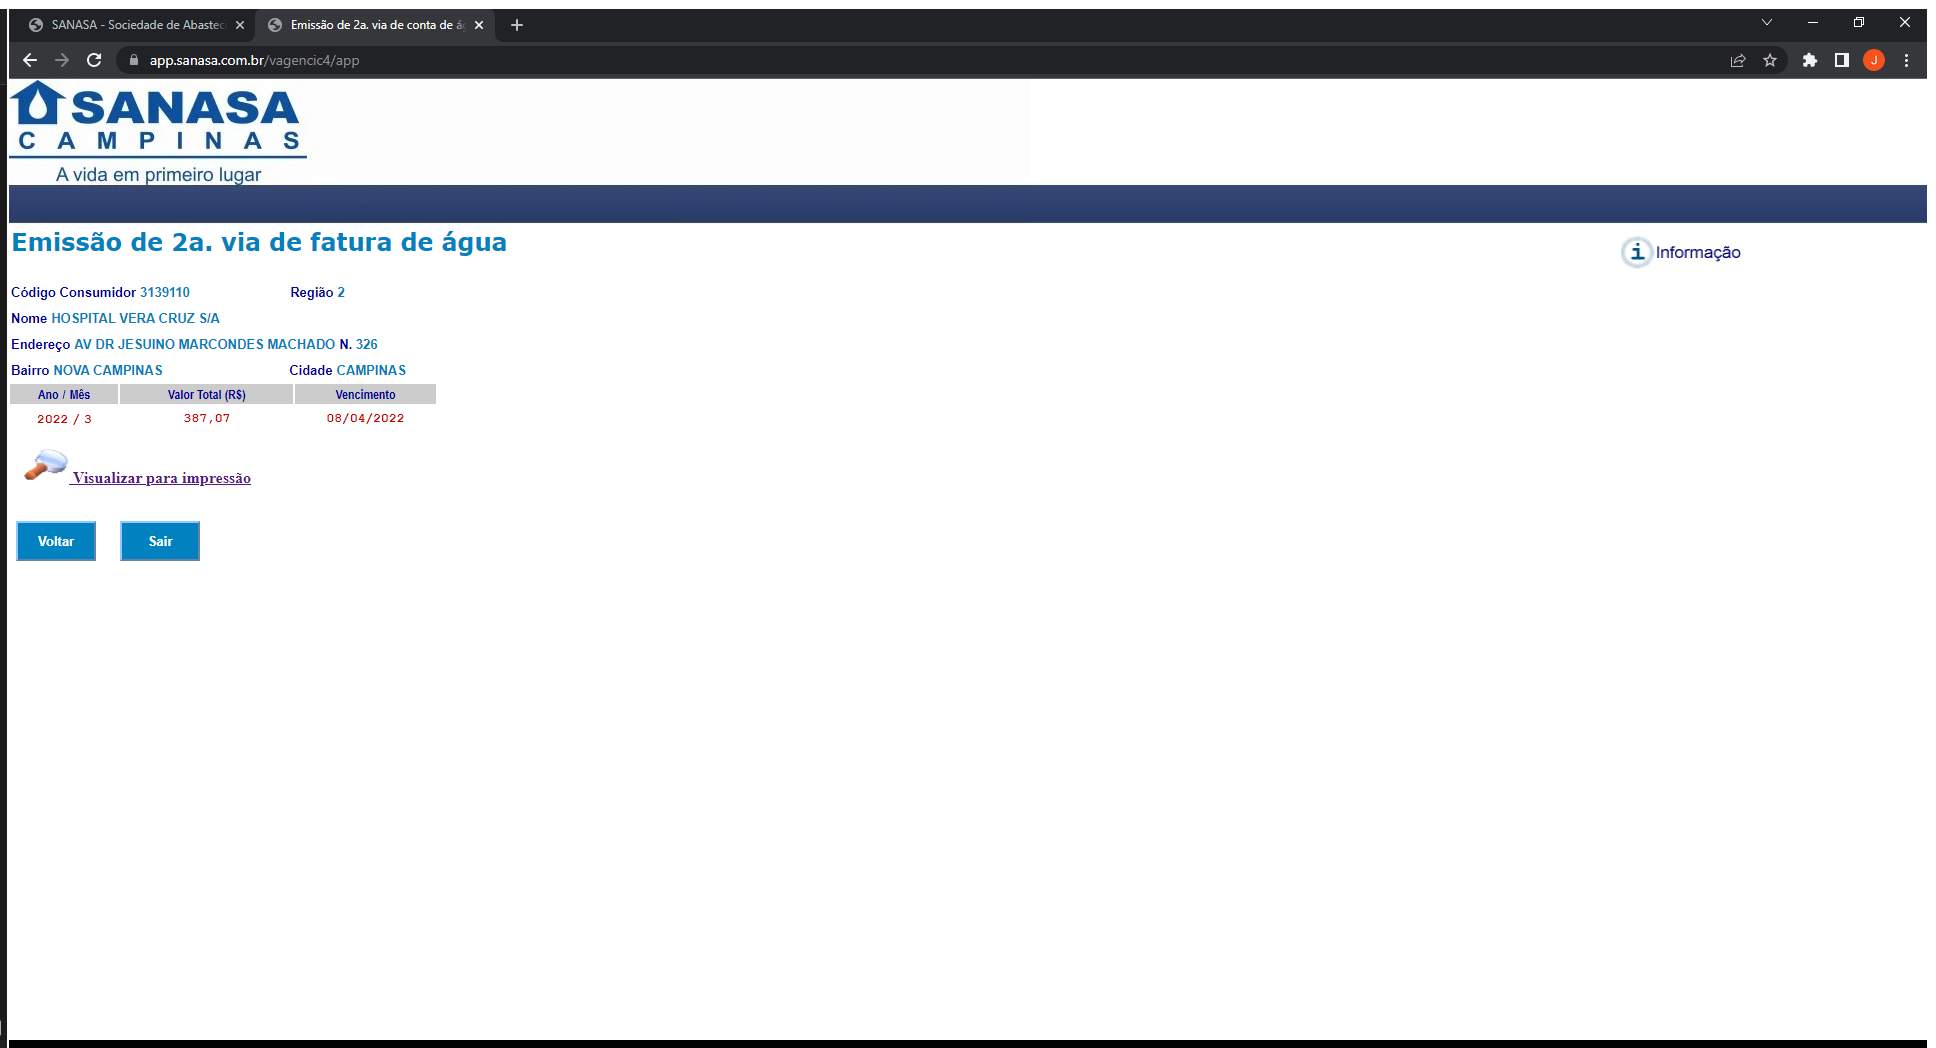 SANASA - Sociedade de Abastec
Emissão de 2a. via de conta de ág
app.sanasa.com.br/vagencic4/app
J
SANASA
CAMPINAS
A vida em primeiro lugar
Emissão de 2a. via de fatura de água
i Informação
Código Consumidor 3139110 Região 2
Nome HOSPITAL VERA CRUZ S/A
Endereço AV DR JESUINO MARCONDES MACHADO N. 326
Bairro NOVA CAMPINAS Cidade CAMPINAS
Ano / Mês Valor Total (R$) Vencimento
2022 / 3 387,07 08/04/2022
Visualizar para impressão
Voltar Sair